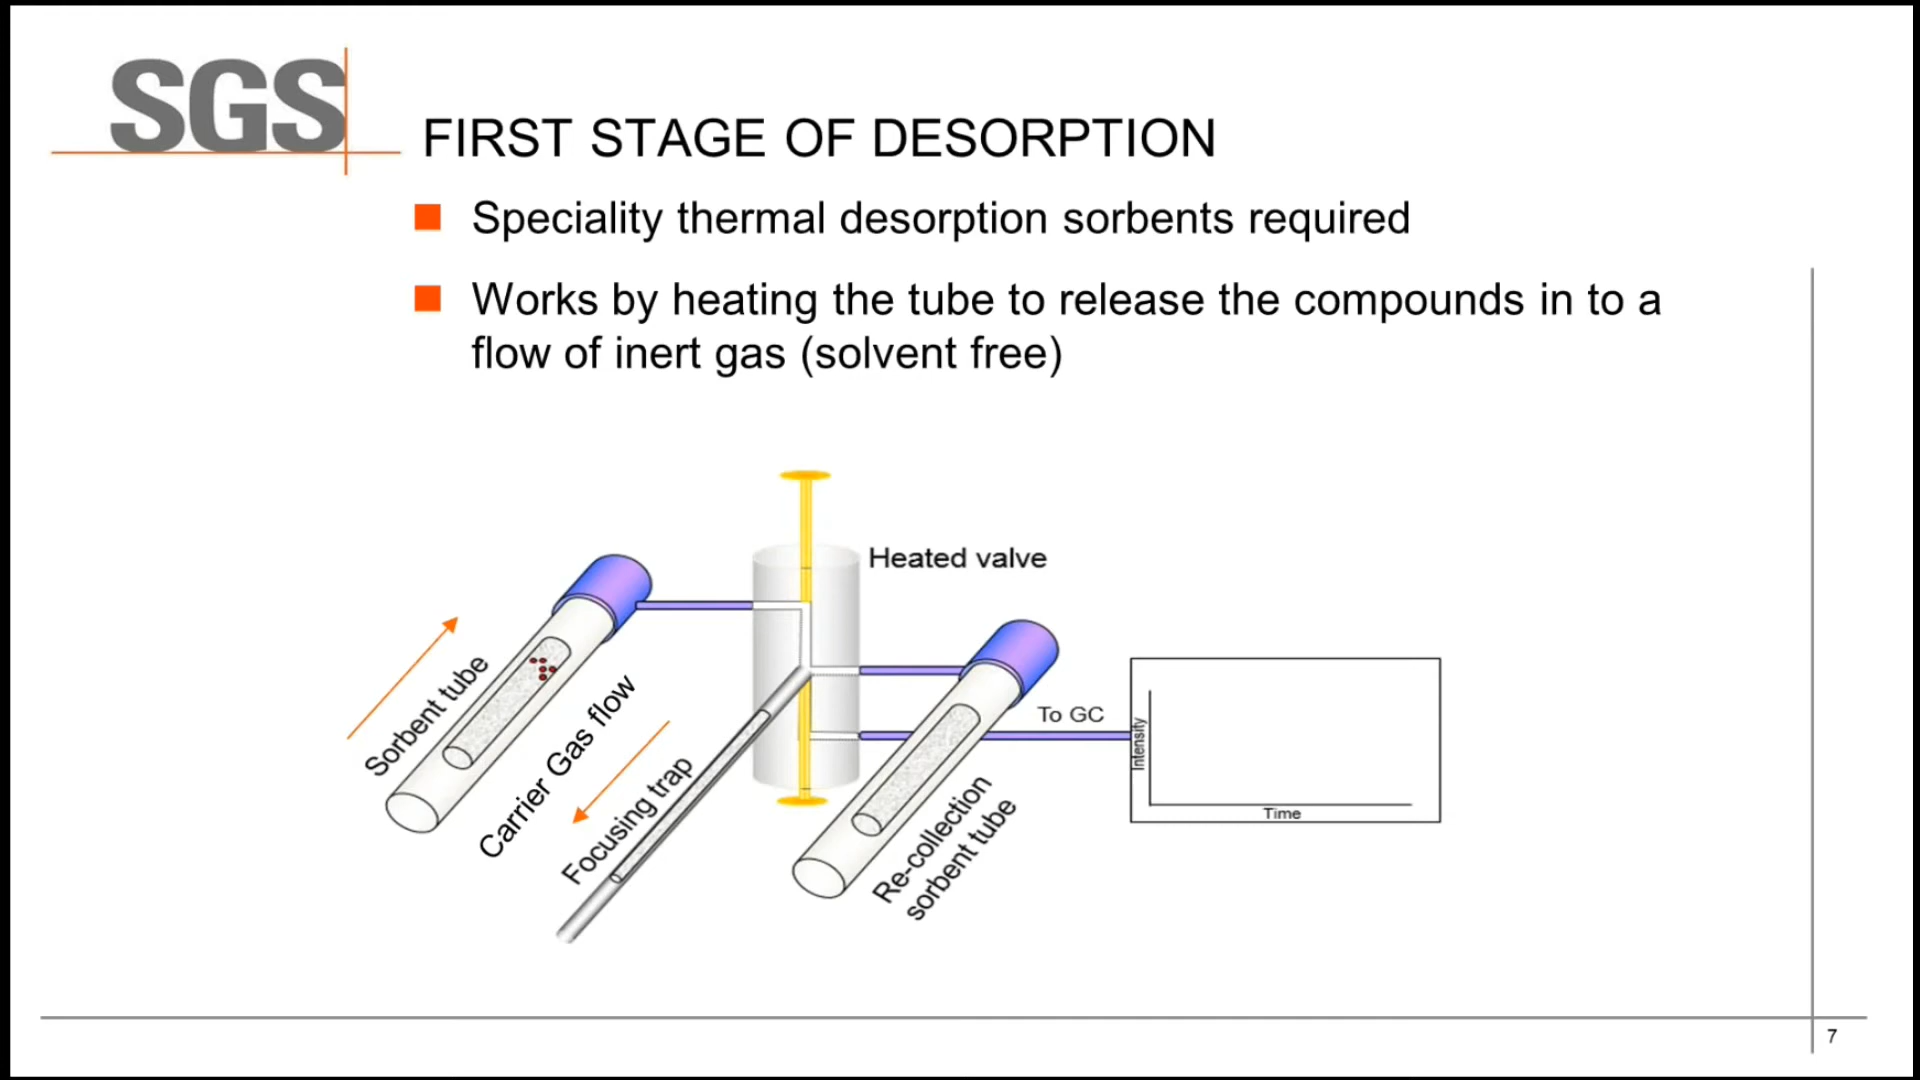 SGS
FIRST STAGE OF DESORPTION
Speciality thermal desorption sorbents required
Works by heating the tube to release the compounds in to a
flow of inert gas (solvent free)
Heated valve
Sorbent tube
Carrier Gas flow
Focusing trap
Re-collection
sorbent tube
To GC
Intensity
Time
7